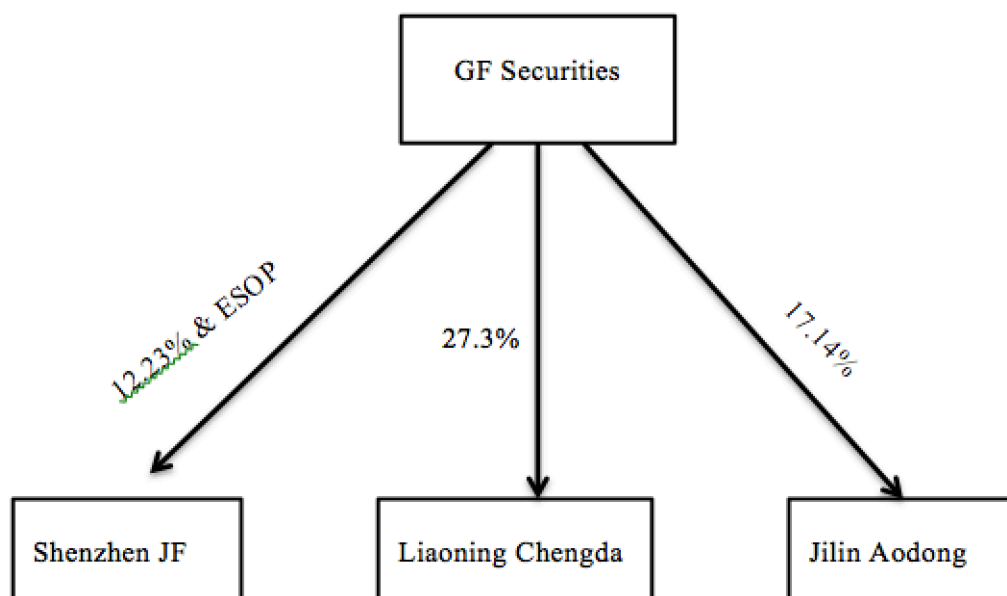 GF Securities
12.23% & ESOP
27.3%
17.14%
Shenzhen JF
Liaoning Chengda
Jilin Aodong